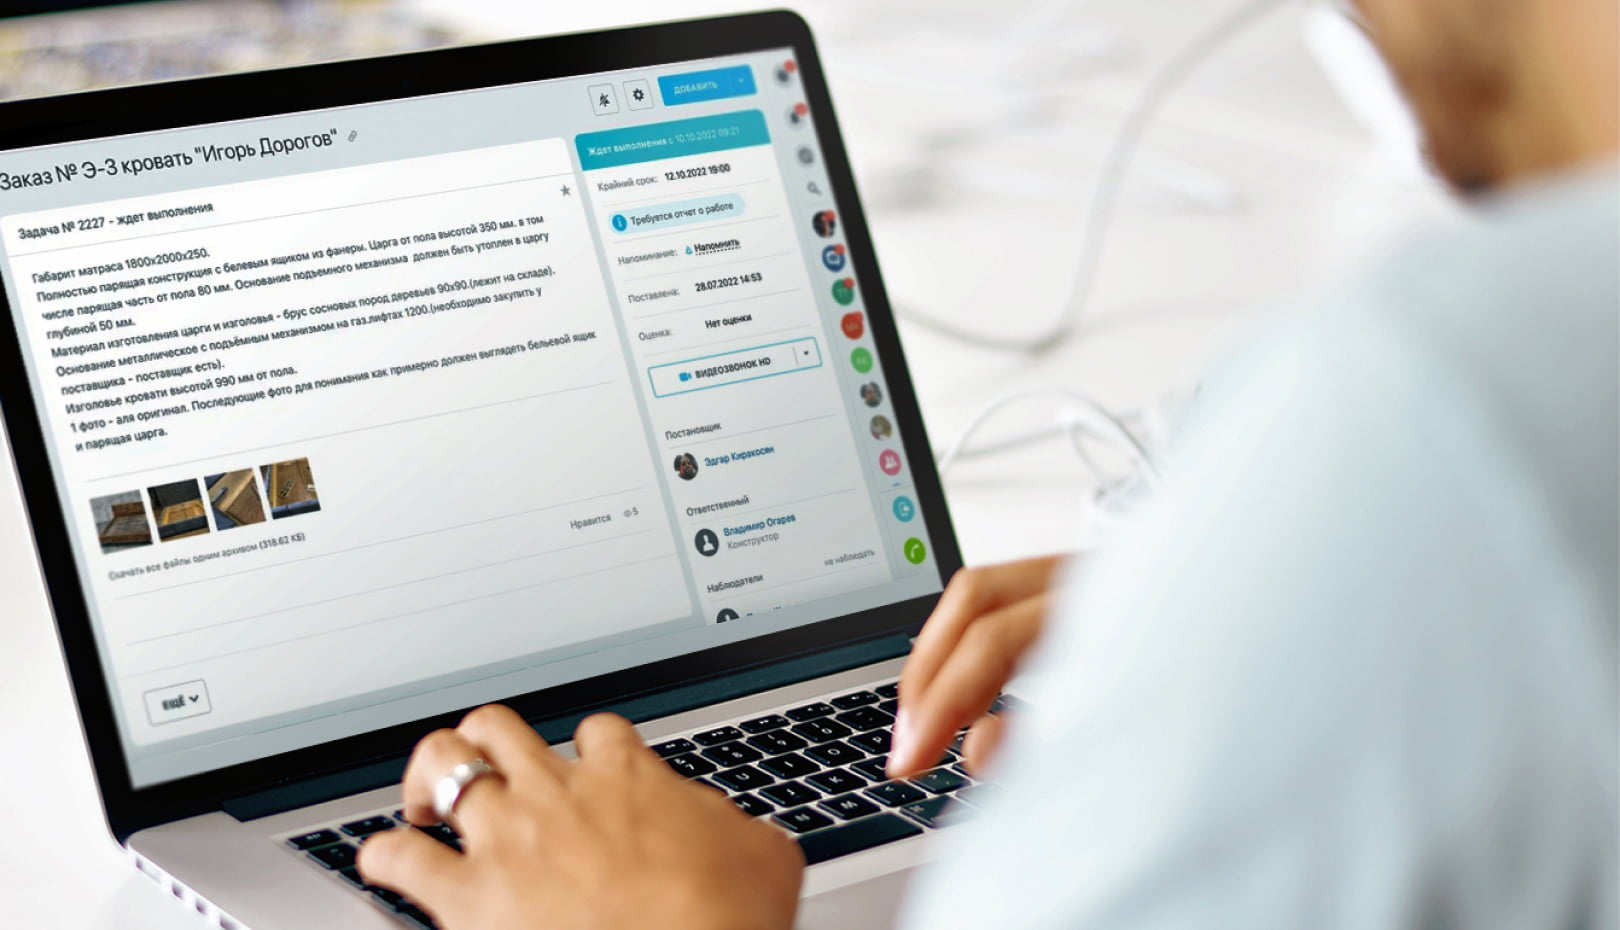 Заказ № Э-3 кровать "Игорь Дорогов"
ДОБАВИТЬ
Задача № 2227 - ждет выполнения
Габарит матраса 1800х2000х250.
Полностью парящая конструкция с белевым ящиком из фанеры. Царга от пола высотой 350 мм. в том
числе парящая часть от пола 80 мм. Основание подъемного механизма должен быть утоплен в царгу
глубиной 50 мм.
Материал изготовления царги и изголовья - брус сосновых пород деревьев 90х90.(лежит на складе).
Основание металлическое с подъёмным механизмом на газ.лифтах 1200.(необходимо закупить у
поставщика - поставщик есть).
Изголовье кровати высотой 990 мм от пола.
1 фото - аля оригинал. Последующие фото для понимания как примерно должен выглядеть бельевой ящик
и парящая царга.
Скачать все файлы одним архивом (318.62 КБ)
Нравится 5
ЕЩЁ
Ждет выполнения с 10.10.2022 09:21
Крайний срок: 12.10.2022 19:00
Требуется отчет о работе
Напоминание: Напомнить
Поставлена: 28.07.2022 14:53
Оценка: Нет оценки
ВИДЕОЗВОНОК HD
Постановщик
Эдгар Киракосян
Ответственный
Владимир Огарев
Конструктор
Наблюдатели не наблюдать